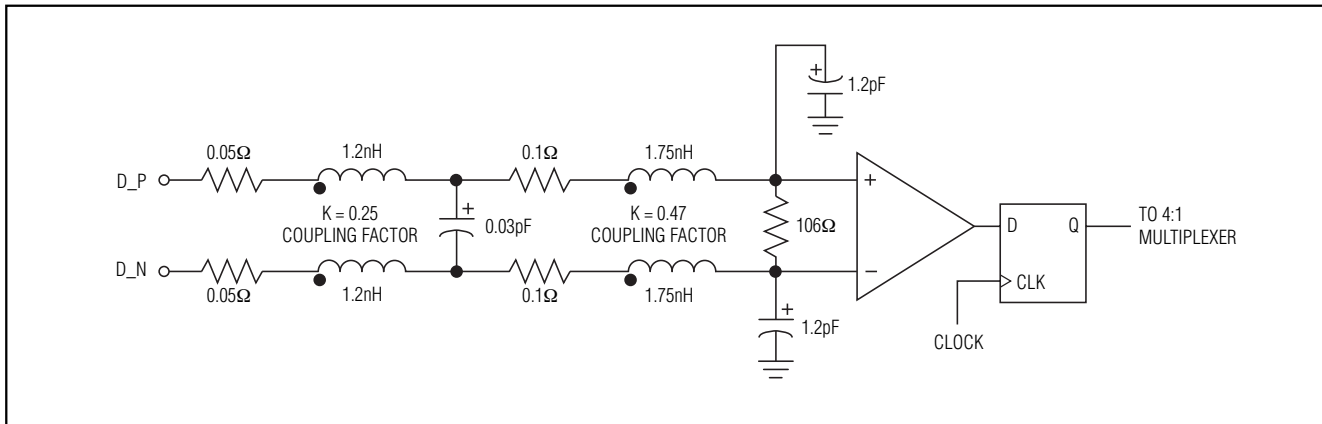 1.2pF
0.05Ω 1.2nH 0.1Ω 1.75nH
D_P
+
+
K = 0.25
COUPLING FACTOR
+
0.03pF
K = 0.47
COUPLING FACTOR
106Ω
D Q
TO 4:1
MULTIPLEXER
D_N
−
CLK
0.05Ω 1.2nH 0.1Ω 1.75nH
+
1.2pF
CLOCK